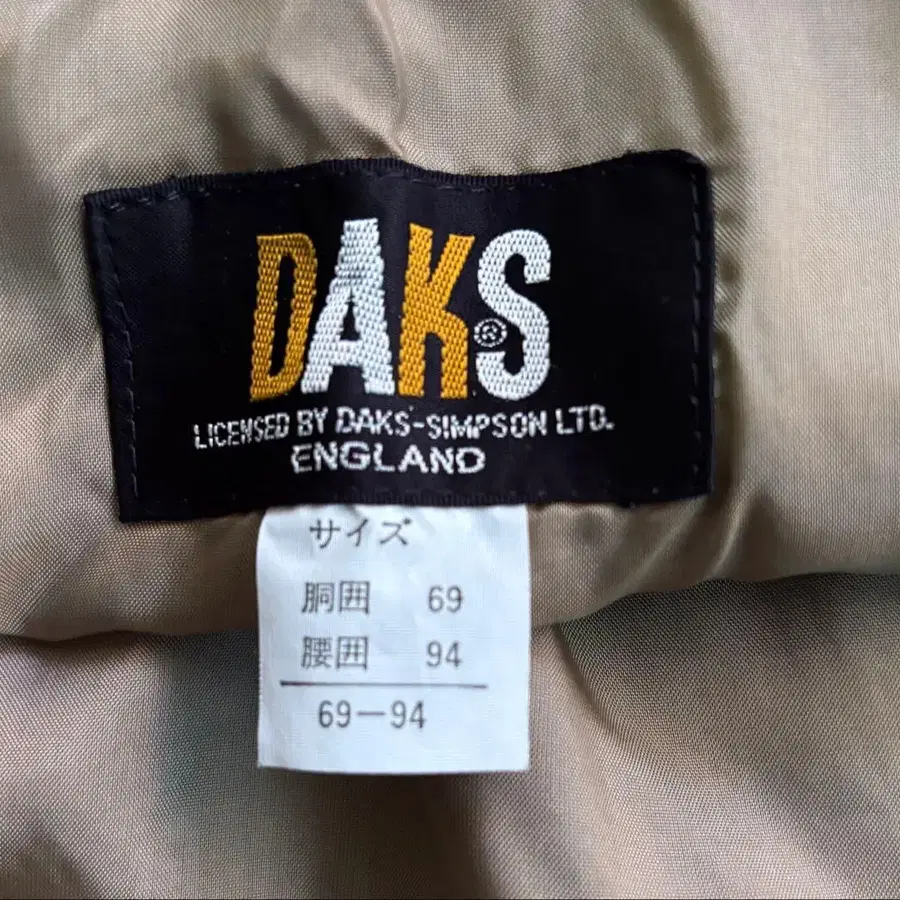 DAKS®
LICENSED BY DAKS-SIMPSON LTD.
ENGLAND
サイズ
胴囲 69
腰囲 94
69-94